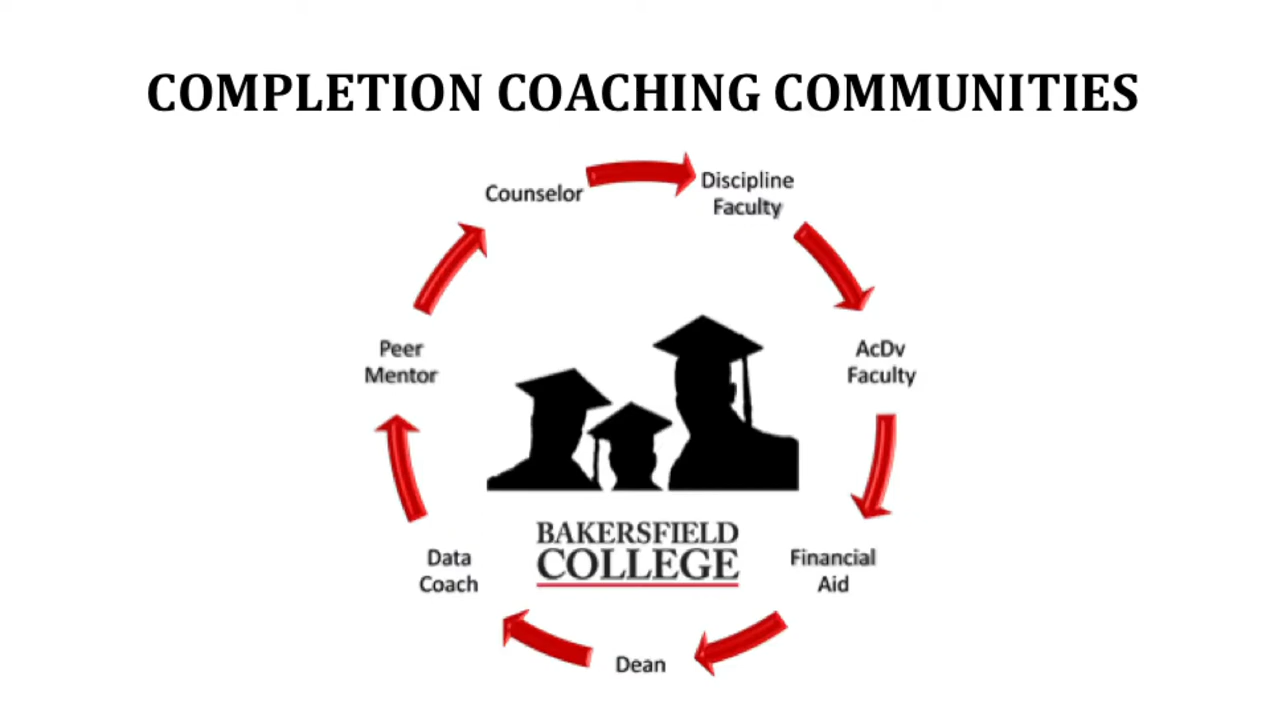 COMPLETION COACHING COMMUNITIES
Counselor
Discipline
Faculty
AcDv
Faculty
Financial
Aid
Dean
Data
Coach
Peer
Mentor
BAKERSFIELD
COLLEGE